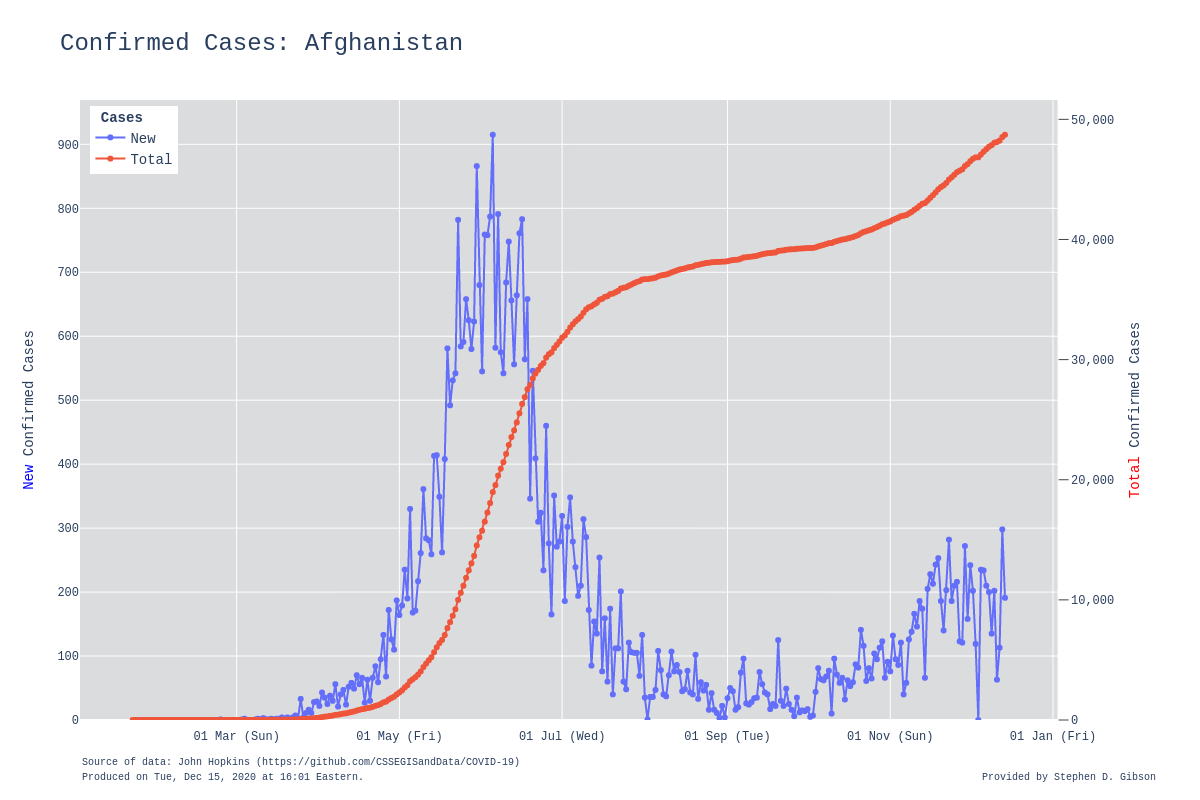 Confirmed Cases: Afghanistan
Cases
New
Total
900
800
700
600
500
400
300
200
100
0
50,000
40,000
30,000
20,000
10,000
0
New Confirmed Cases
Total Confirmed Cases
01 Mar (Sun)
01 May (Fri)
01 Jul (Wed)
01 Sep (Tue)
01 Nov (Sun)
01 Jan (Fri)
Source of data: John Hopkins (https://github.com/CSSEGISandData/COVID-19)
Produced on Tue, Dec 15, 2020 at 16:01 Eastern.
Provided by Stephen D. Gibson